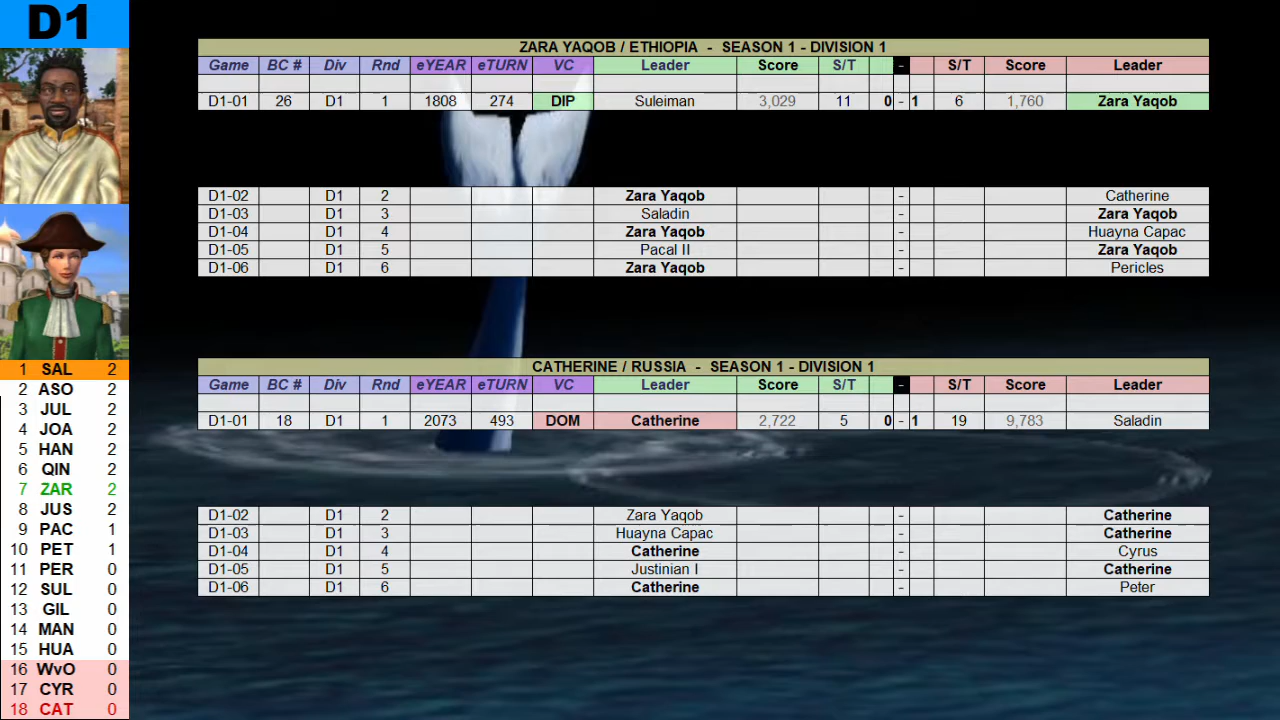 D1
ZARA YAQOB / ETHIOPIA - SEASON 1 - DIVISION 1
Game BC # Div Rnd eYEAR eTURN VC Leader Score S/T - S/T Score Leader
D1-01 26 D1 1 1808 274 DIP Suleiman 3,029 11 0 - 1 6 1,760 Zara Yaqob
D1-02 D1 2 Zara Yaqob - Catherine
D1-03 D1 3 Saladin - Zara Yaqob
D1-04 D1 4 Zara Yaqob - Huayna Capac
D1-05 D1 5 Pacal II - Zara Yaqob
D1-06 D1 6 Zara Yaqob - Pericles
CATHERINE / RUSSIA - SEASON 1 - DIVISION 1
Game BC # Div Rnd eYEAR eTURN VC Leader Score S/T - S/T Score Leader
D1-01 18 D1 1 2073 493 DOM Catherine 2,722 5 0 - 1 19 9,783 Saladin
D1-02 D1 2 Zara Yaqob - Catherine
D1-03 D1 3 Huayna Capac - Catherine
D1-04 D1 4 Catherine - Cyrus
D1-05 D1 5 Justinian I - Catherine
D1-06 D1 6 Catherine - Peter
1 SAL 2
2 ASO 2
3 JUL 2
4 JOA 2
5 HAN 2
6 QIN 2
7 ZAR 2
8 JUS 2
9 PAC 1
10 PET 1
11 PER 0
12 SUL 0
13 GIL 0
14 MAN 0
15 HUA 0
16 WvO 0
17 CYR 0
18 CAT 0